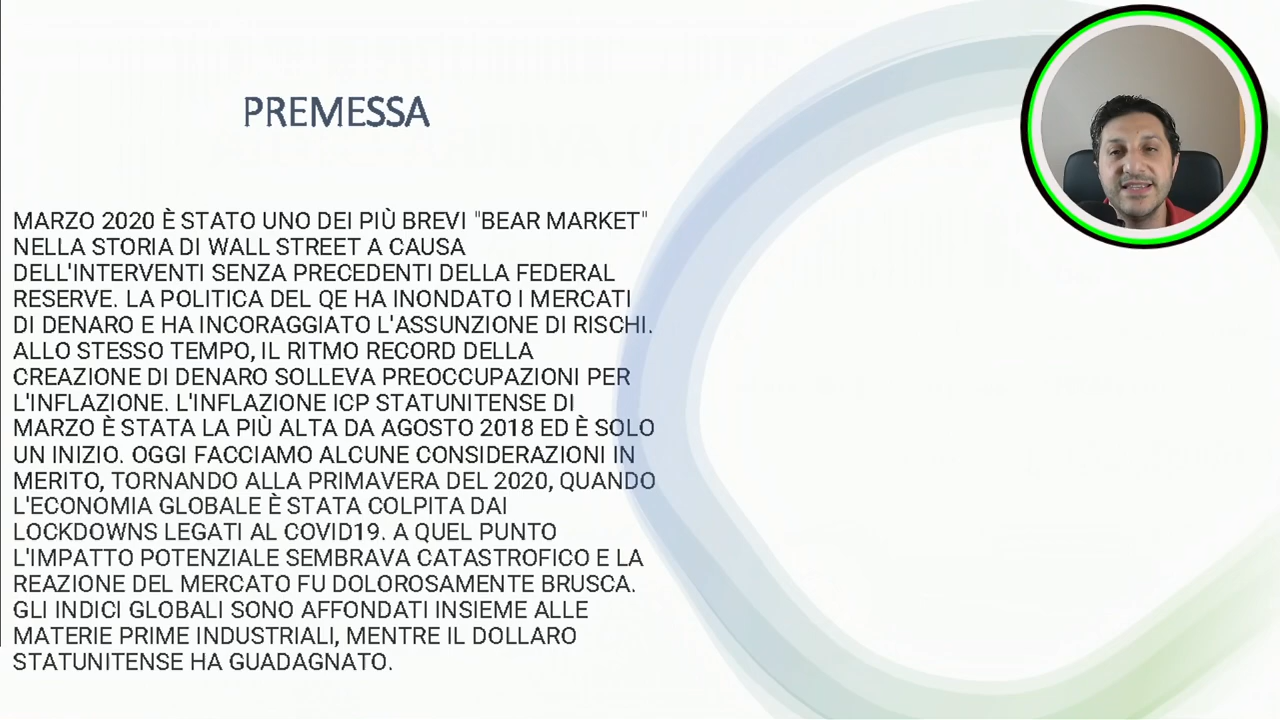 PREMESSA
MARZO 2020 È STATO UNO DEI PIÙ BREVI "BEAR MARKET"
NELLA STORIA DI WALL STREET A CAUSA
DELL'INTERVENTI SENZA PRECEDENTI DELLA FEDERAL
RESERVE. LA POLITICA DEL QE HA INONDATO I MERCATI
DI DENARO E HA INCORAGGIATO L'ASSUNZIONE DI RISCHI.
ALLO STESSO TEMPO, IL RITMO RECORD DELLA
CREAZIONE DI DENARO SOLLEVA PREOCCUPAZIONI PER
L'INFLAZIONE. L'INFLAZIONE ICP STATUNITENSE DI
MARZO È STATA LA PIÙ ALTA DA AGOSTO 2018 ED È SOLO
UN INIZIO. OGGI FACCIAMO ALCUNE CONSIDERAZIONI IN
MERITO, TORNANDO ALLA PRIMAVERA DEL 2020, QUANDO
L'ECONOMIA GLOBALE È STATA COLPITA DAI
LOCKDOWNS LEGATI AL COVID19. A QUEL PUNTO
L'IMPATTO POTENZIALE SEMBRAVA CATASTROFICO E LA
REAZIONE DEL MERCATO FU DOLOROSAMENTE BRUSCA.
GLI INDICI GLOBALI SONO AFFONDATI INSIEME ALLE
MATERIE PRIME INDUSTRIALI, MENTRE IL DOLLARO
STATUNITENSE HA GUADAGNATO.